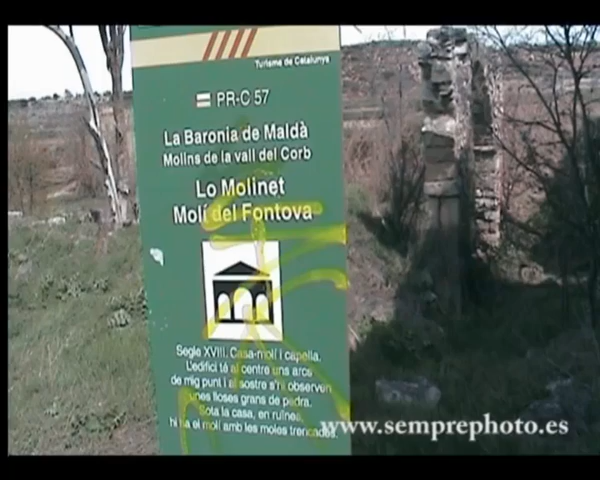 Turisme de Catalunya
PR-C 57
La Baronia de Maldà
Molins de la vall del Corb
Lo Molinet
Molí del Fontova
Segle XVIII. Casa-molí i capella.
L'edifici té al centre uns arcs
de mig punt i al sostre s'hi observen
unes lloses grans de pedra.
Sota la casa, en ruïnes,
hi ha el molí amb les moles trencades.
www.semprephoto.es